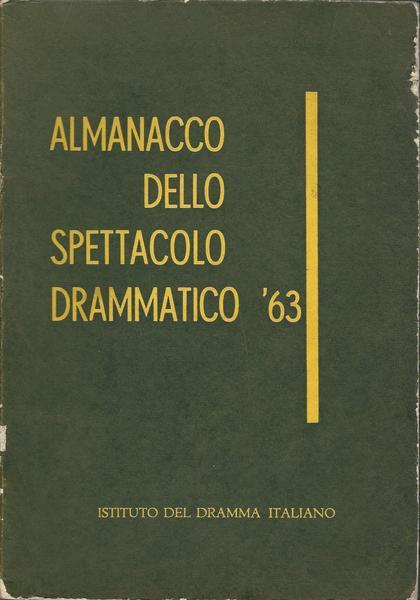 ALMANACCO
DELLO
SPETTACOLO
DRAMMATICO '63
ISTITUTO DEL DRAMMA ITALIANO